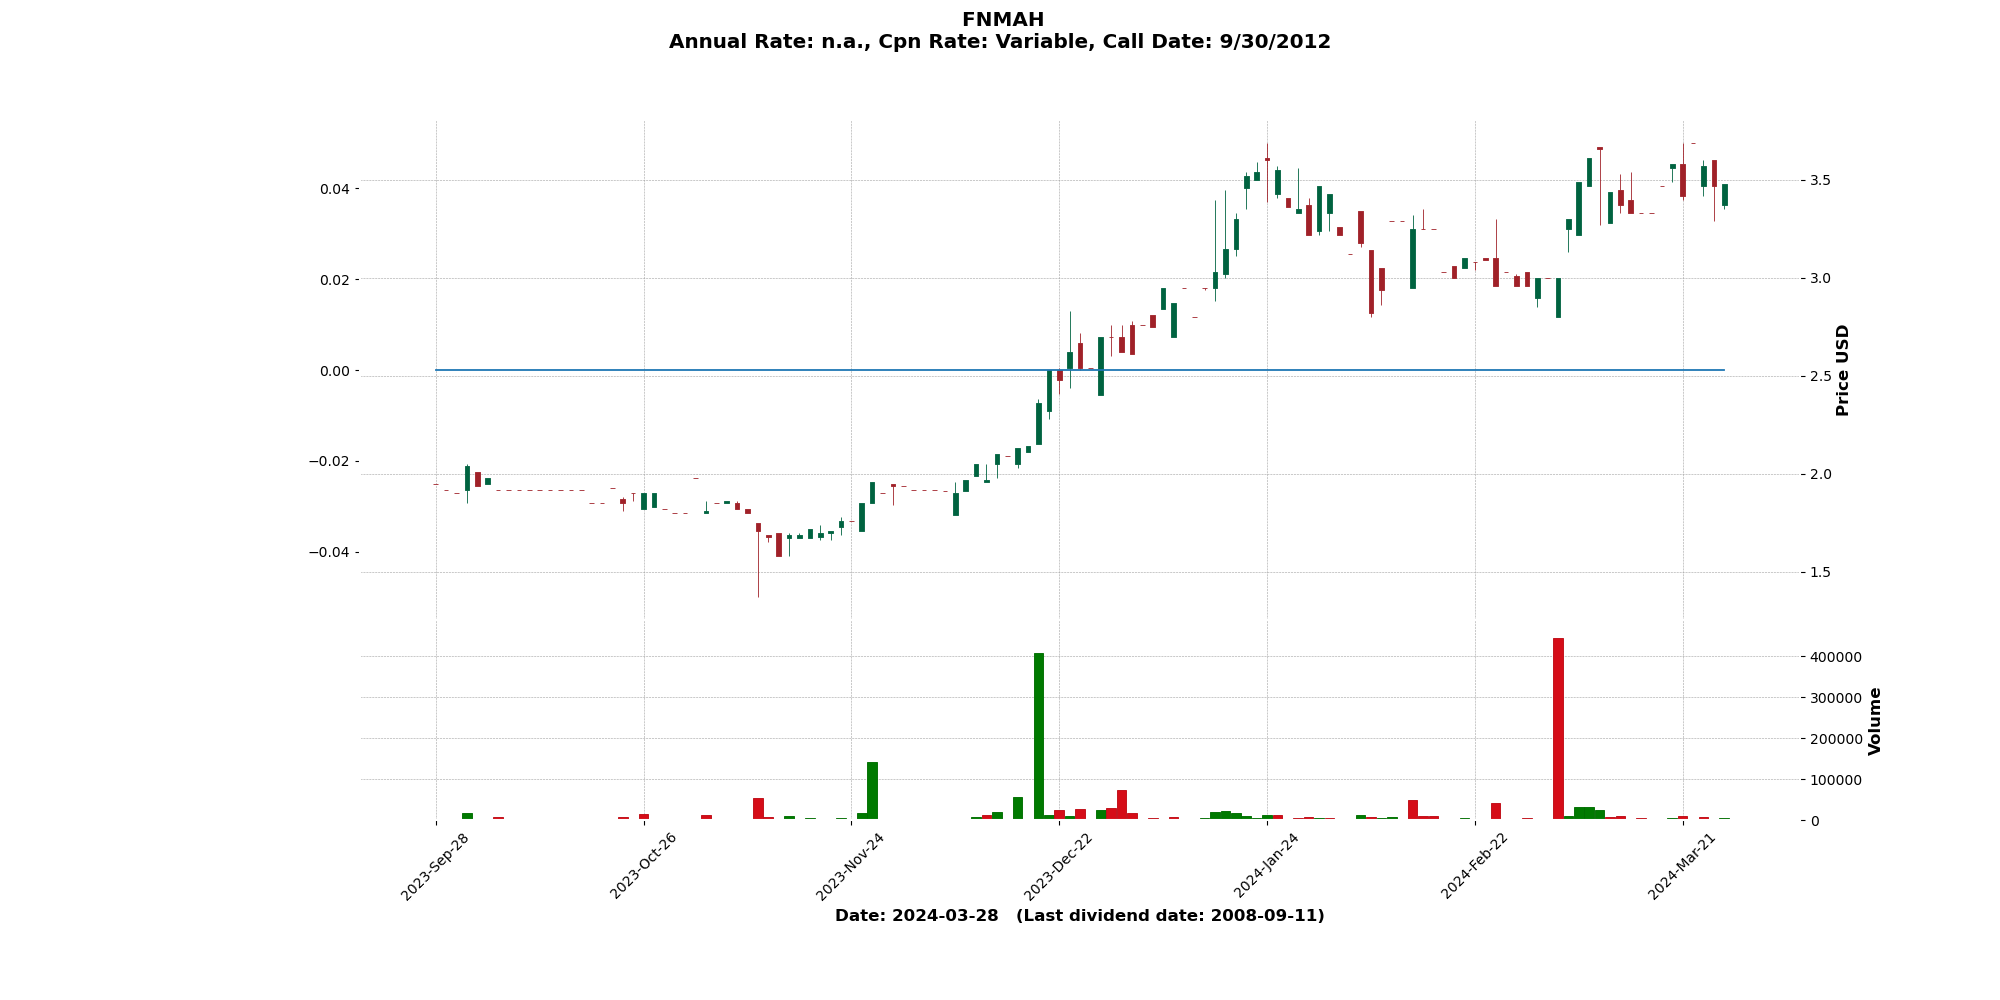 FNMAH
Annual Rate: n.a., Cpn Rate: Variable, Call Date: 9/30/2012
0.04
0.02
0.00
−0.02
−0.04
3.5
3.0
2.5
2.0
1.5
Price USD
400000
300000
200000
100000
0
Volume
2023-Sep-28
2023-Oct-26
2023-Nov-24
2023-Dec-22
2024-Jan-24
2024-Feb-22
2024-Mar-21
Date: 2024-03-28   (Last dividend date: 2008-09-11)